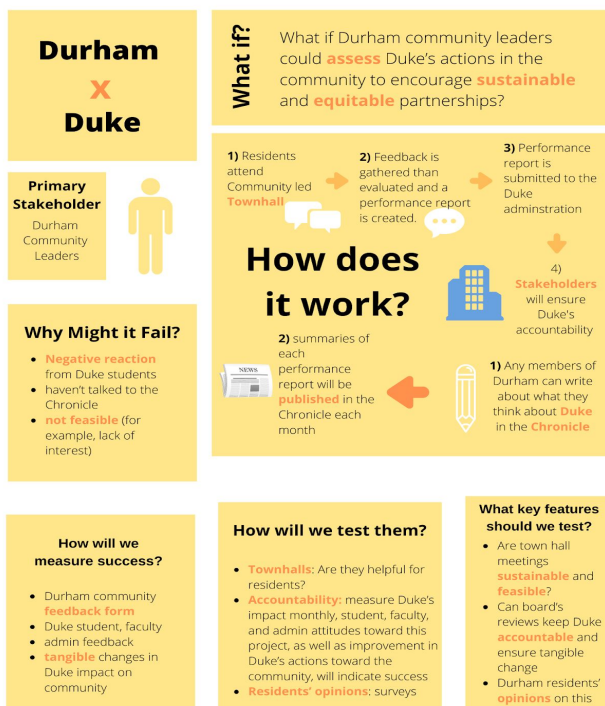 Durham
x
Duke
What if?
What if Durham community leaders
could assess Duke's actions in the
community to encourage sustainable
and equitable partnerships?
Primary
Stakeholder
Durham
Community
Leaders
1) Residents
attend
Community led
Townhall
2) Feedback is
gathered than
evaluated and a
performance report
is created.
3) Performance
report is
submitted to the
Duke
adminstration
How does
it work?
4)
Stakeholders
will ensure
Duke's
accountability
1) Any members of
Durham can write
about what they
think about Duke
in the Chronicle
2) summaries of
each
performance
report will be
published in the
Chronicle each
month
NEWS
Why Might it Fail?
• Negative reaction
from Duke students
• haven't talked to the
Chronicle
• not feasible (for
example, lack of
interest)
How will we
measure success?
• Durham community
feedback form
• Duke student, faculty
• admin feedback
• tangible changes in
Duke impact on
community
How will we test them?
• Townhalls: Are they helpful for
residents?
• Accountability: measure Duke's
impact monthly, student, faculty,
and admin attitudes toward this
project, as well as improvement in
Duke's actions toward the
community, will indicate success
• Residents' opinions: surveys
What key features
should we test?
• Are town hall
meetings
sustainable and
feasible?
• Can board's
reviews keep Duke
accountable and
ensure tangible
change
• Durham residents'
opinions on this